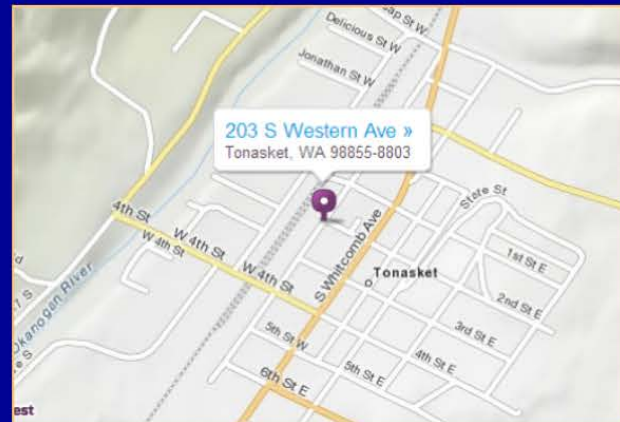 Delicious St W
Jonathan St W
203 S Western Ave »
Tonasket, WA 98855-8803
State St
4th St
W 4th St
W 4th St
W 4th St
S Whitcomb Ave
Tonasket
1st St E
2nd St E
3rd St E
4th St E
5th St W
5th St E
6th St E
Okanogan River
est